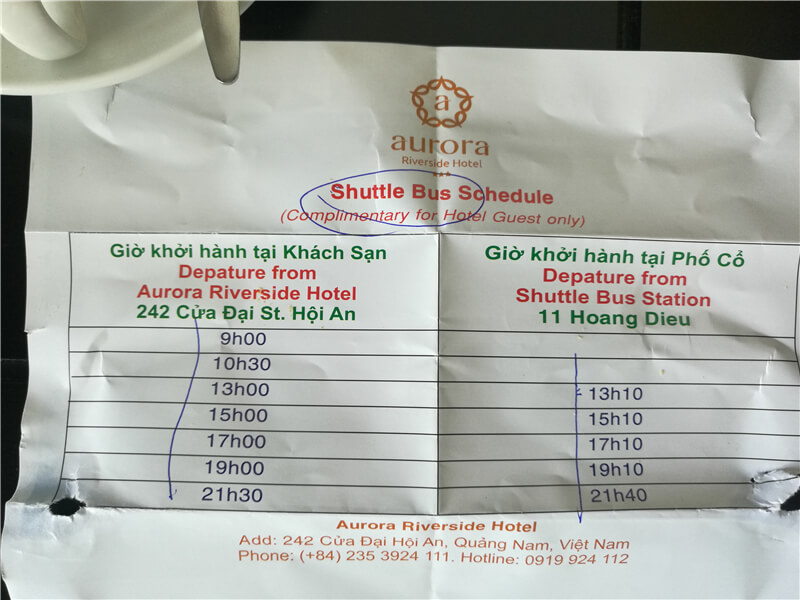 a
aurora
Riverside Hotel
Shuttle Bus Schedule
(Complimentary for Hotel Guest only)
Giờ khởi hành tại Khách Sạn
Depature from
Aurora Riverside Hotel
242 Cửa Đại St. Hội An
Giờ khởi hành tại Phố Cổ
Depature from
Shuttle Bus Station
11 Hoang Dieu
9h00
10h30
13h00 13h10
15h00 15h10
17h00 17h10
19h00 19h10
21h30 21h40
Aurora Riverside Hotel
Add: 242 Cửa Đại Hội An, Quảng Nam, Việt Nam
Phone: (+84) 235 3924 111. Hotline: 0919 924 112